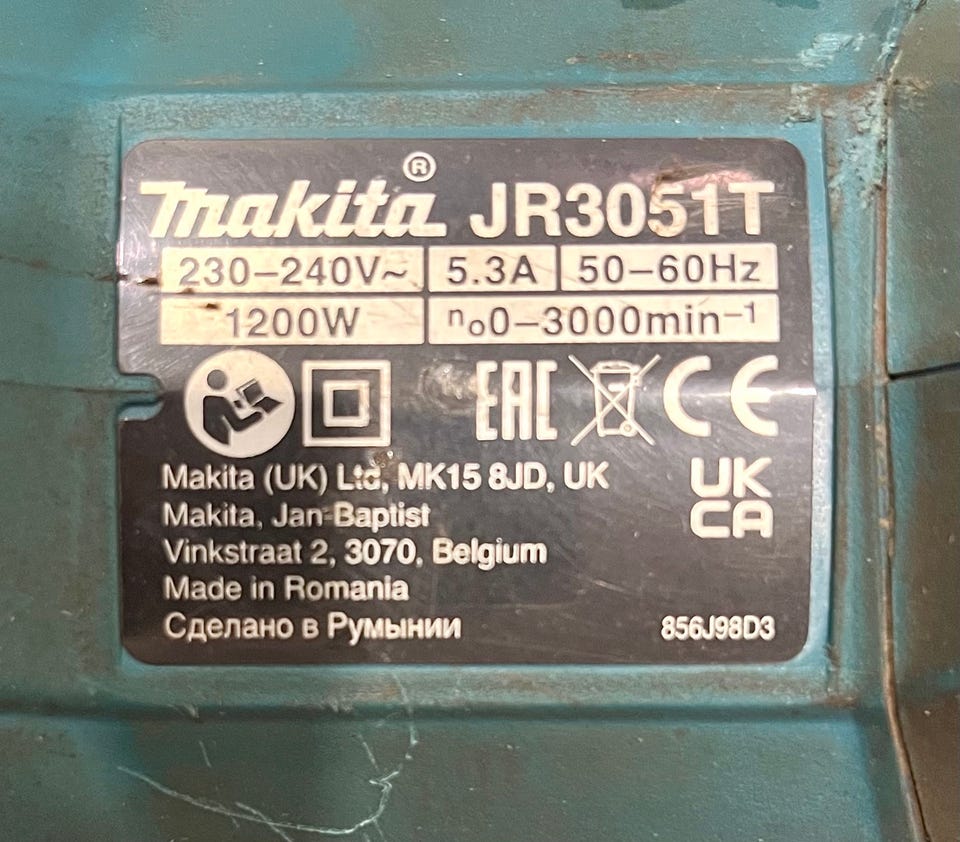 makita® JR3051T
230–240V~ 5.3A 50–60Hz
1200W n₀0–3000min⁻¹
EAC CE
Makita (UK) Ltd, MK15 8JD, UK
UK
CA
Makita, Jan-Baptist
Vinkstraat 2, 3070, Belgium
Made in Romania
Сделано в Румынии
856J98D3